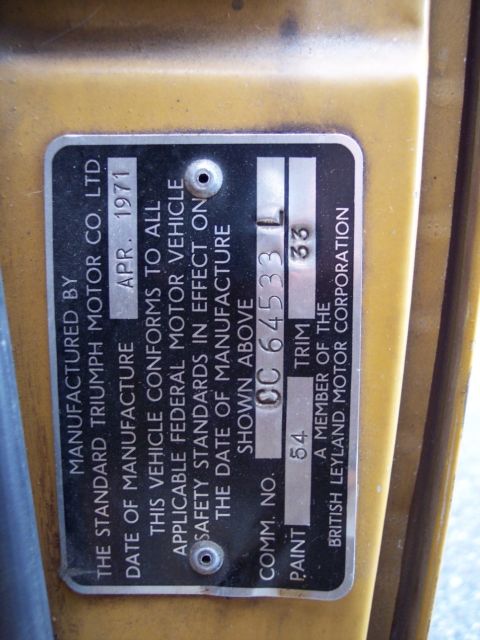 MANUFACTURED BY
THE STANDARD TRIUMPH MOTOR CO. LTD.
DATE OF MANUFACTURE APR. 1971
THIS VEHICLE CONFORMS TO ALL
APPLICABLE FEDERAL MOTOR VEHICLE
SAFETY STANDARDS IN EFFECT ON
THE DATE OF MANUFACTURE
SHOWN ABOVE
COMM NO. CC 64533 L
PAINT 54 TRIM 33
A MEMBER OF THE
BRITISH LEYLAND MOTOR CORPORATION